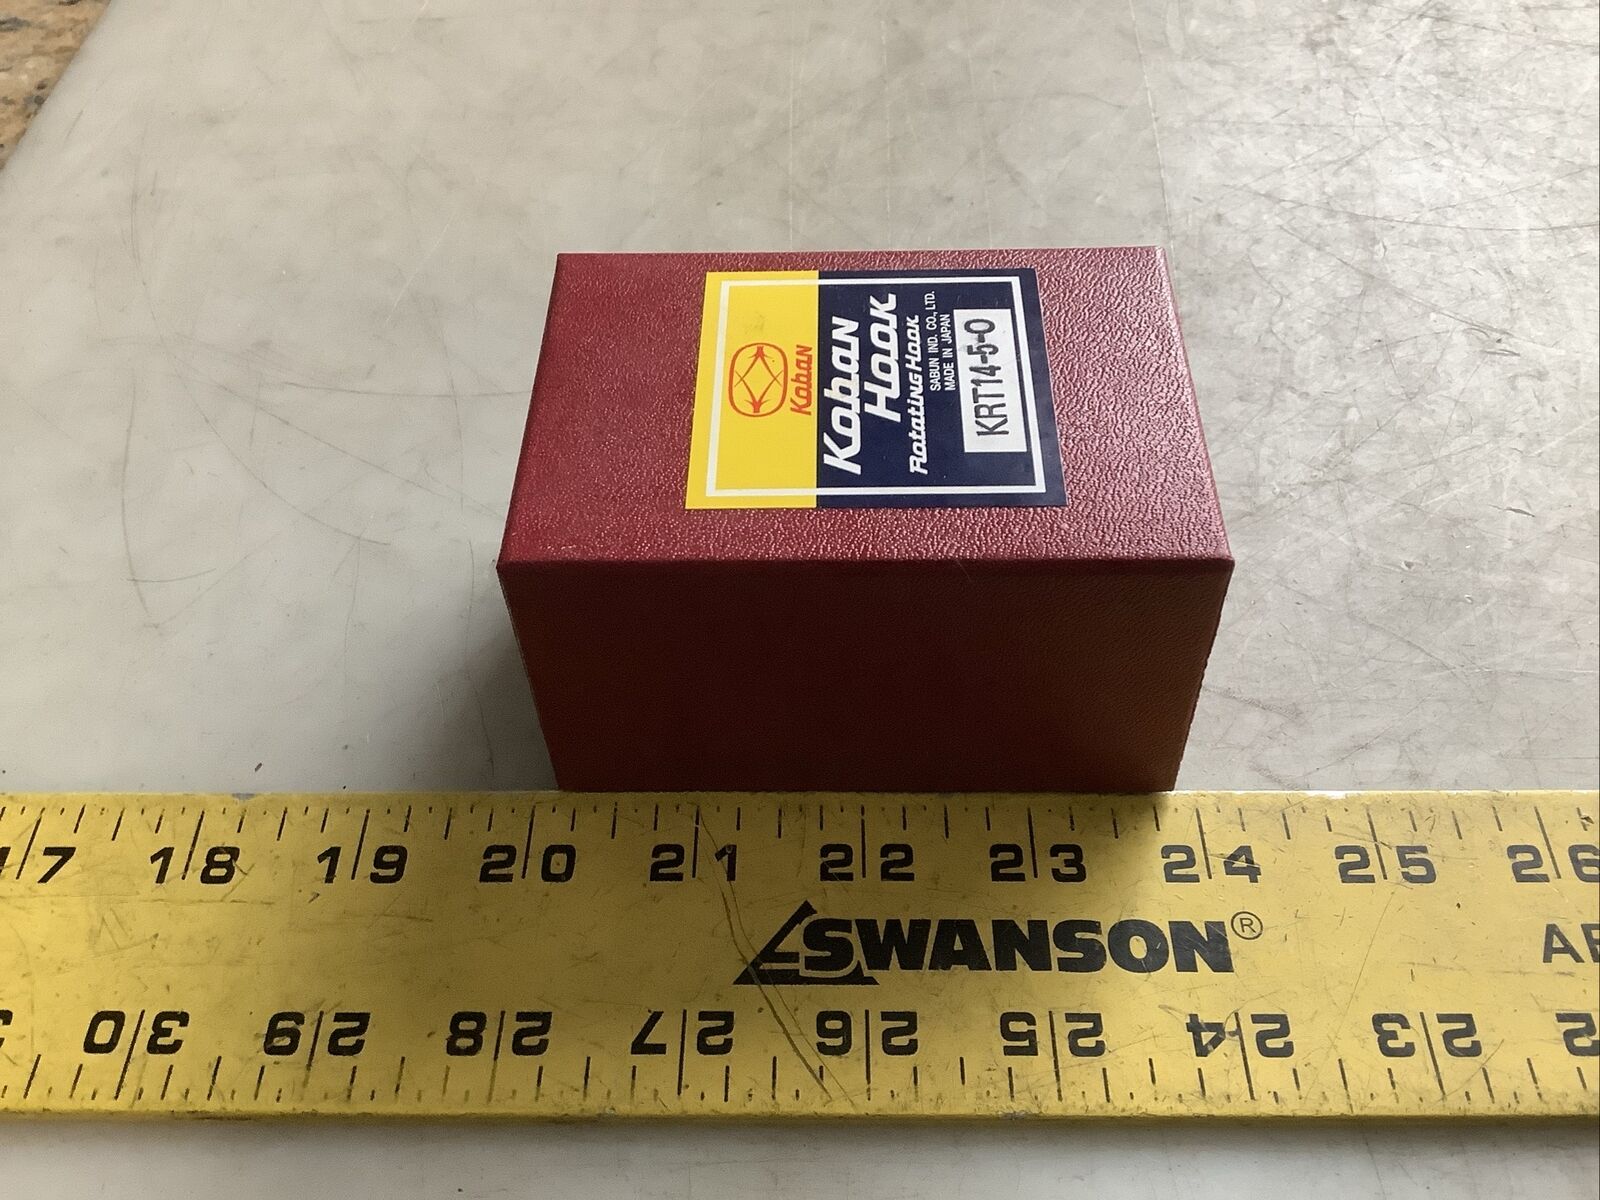 Koban
Koban
Hook
Rotating Hook
SABUN IND. CO., LTD.
MADE IN JAPAN
KRT14-5-0
17 18 19 20 21 22 23 24 25 26
SWANSON®
30 29 28 27 26 25 24 23